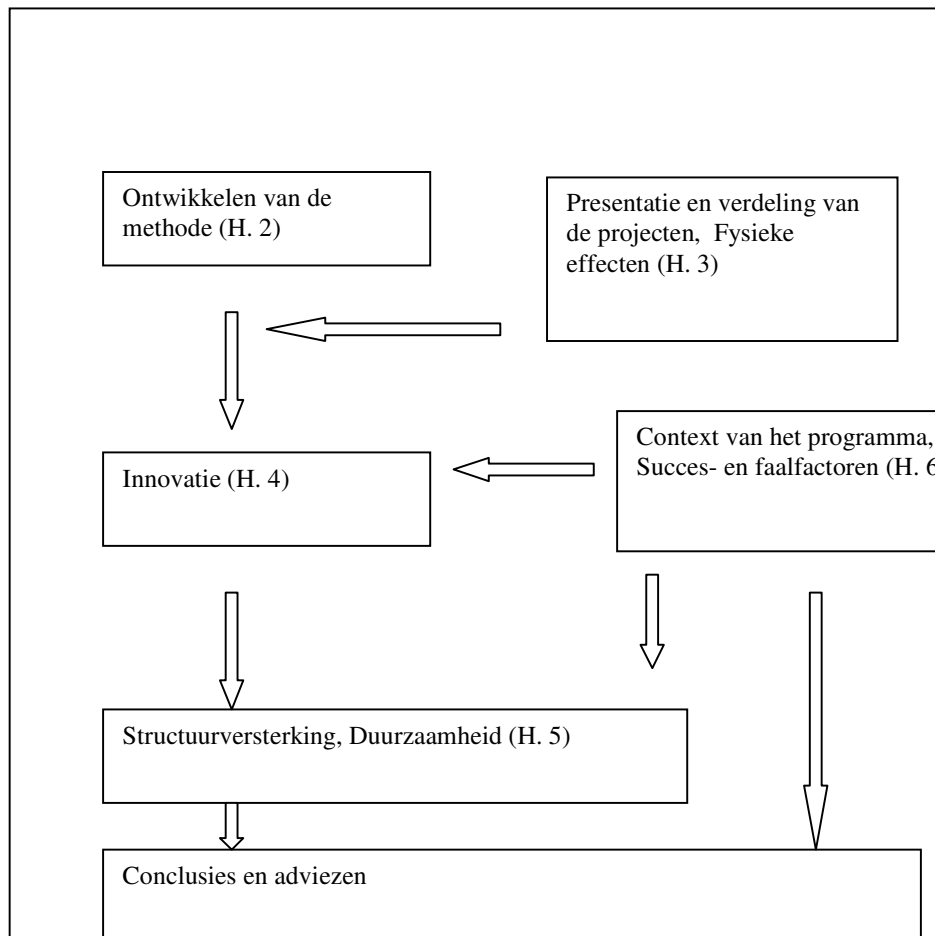 Ontwikkelen van de
methode (H. 2)
Presentatie en verdeling van
de projecten, Fysieke
effecten (H. 3)
Innovatie (H. 4)
Context van het programma,
Succes- en faalfactoren (H. 6
Structuurversterking, Duurzaamheid (H. 5)
Conclusies en adviezen